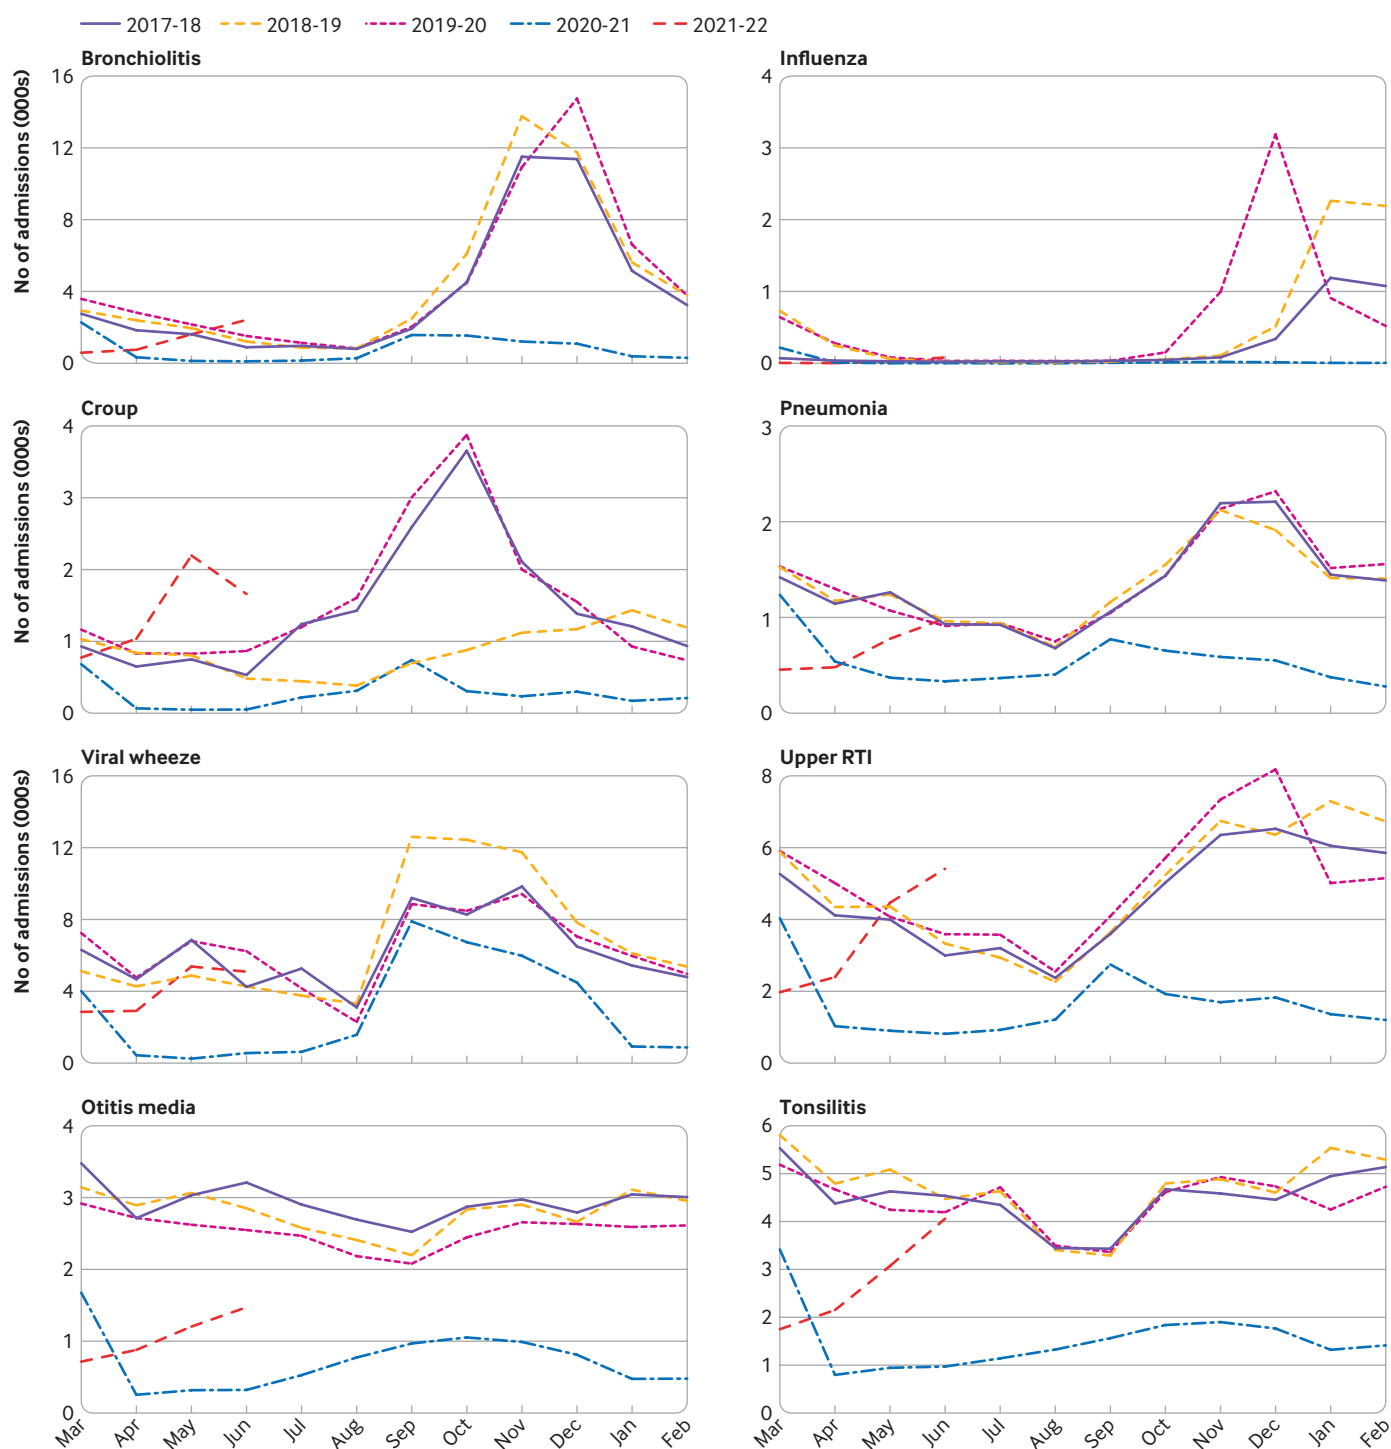 2017-18 2018-19 2019-20 2020-21 2021-22
Bronchiolitis
No of admissions (000s)
16
12
8
4
0
Influenza
4
3
2
1
0
Croup
No of admissions (000s)
4
3
2
1
0
Pneumonia
3
2
1
0
Viral wheeze
No of admissions (000s)
16
12
8
4
0
Upper RTI
8
6
4
2
0
Otitis media
4
3
2
1
0
Mar Apr May Jun Jul Aug Sep Oct Nov Dec Jan Feb
Tonsilitis
6
5
4
3
2
1
0
Mar Apr May Jun Jul Aug Sep Oct Nov Dec Jan Feb